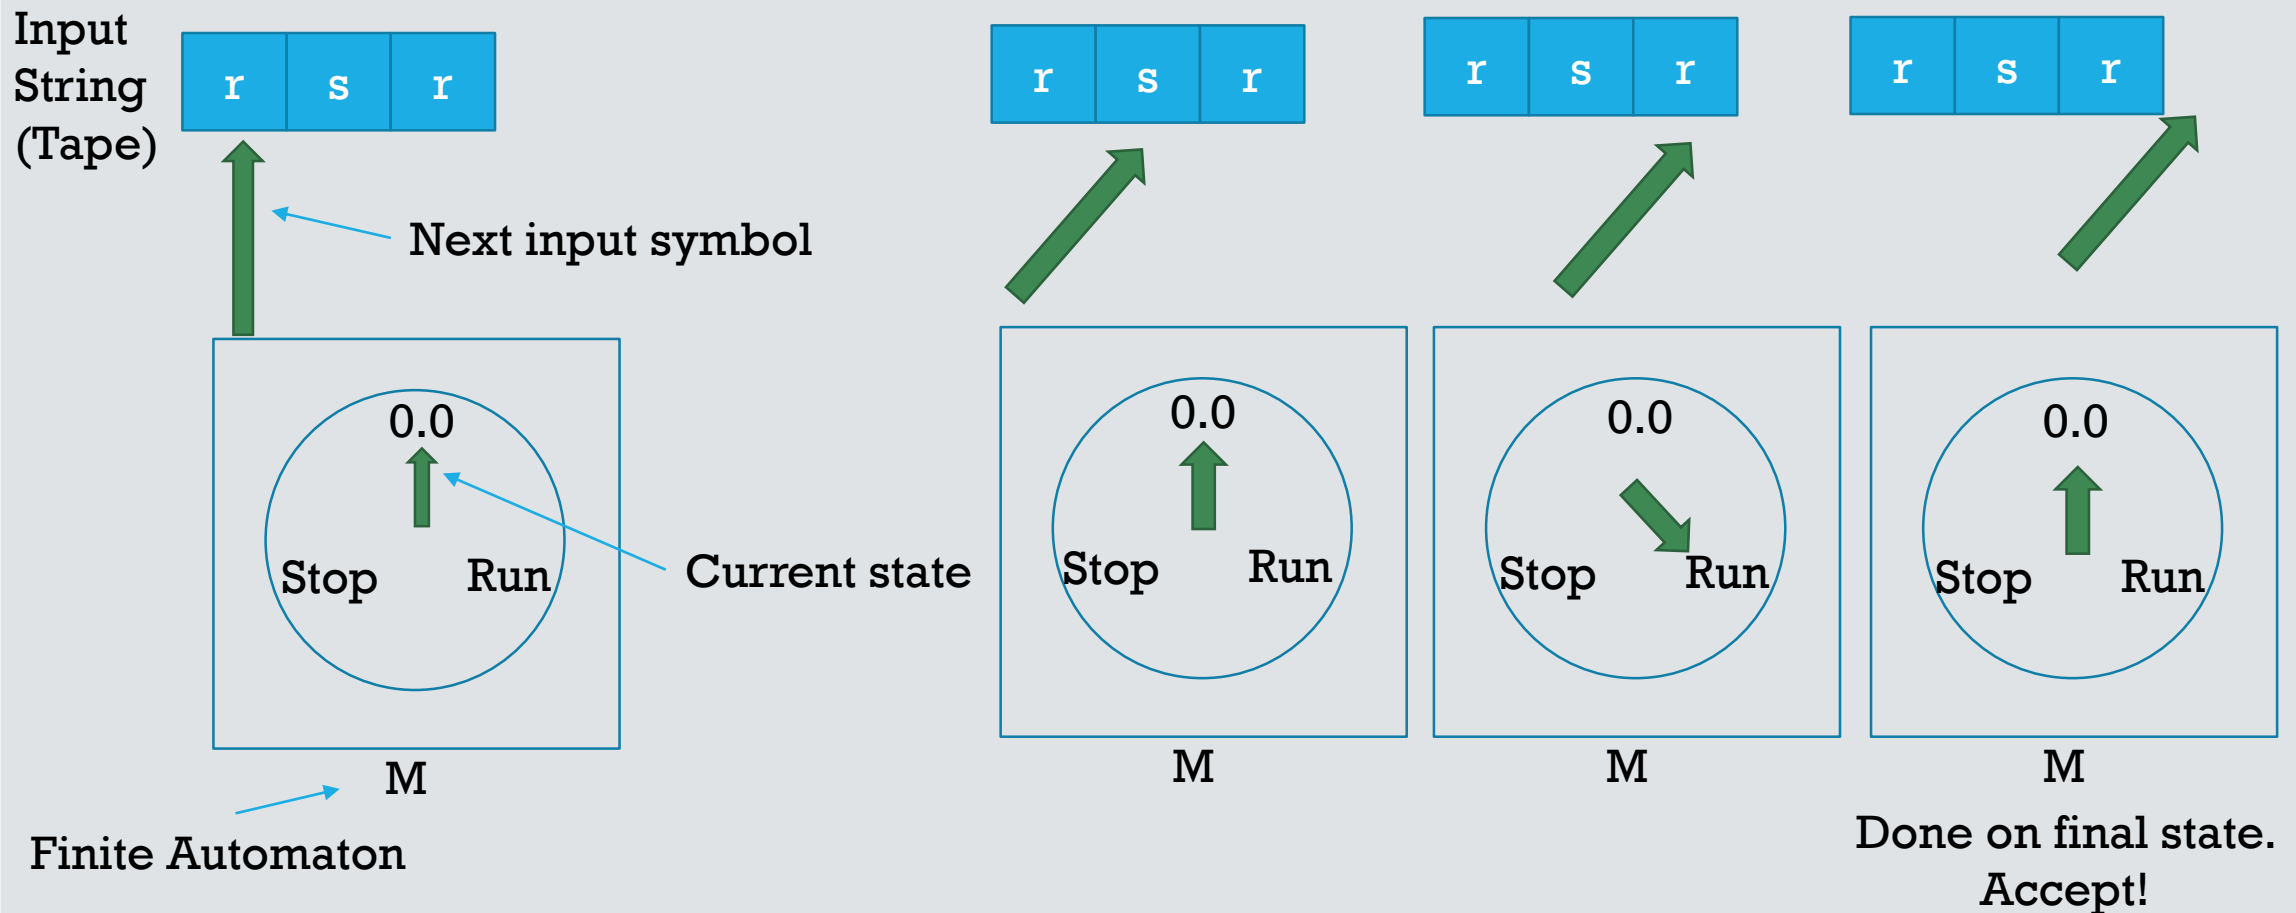 Input
String
(Tape)
r s r
r s r
r s r
r s r
Next input symbol
0.0
Stop Run
Current state
0.0
Stop Run
0.0
Stop Run
0.0
Stop Run
M
M
M
M
Finite Automaton
Done on final state.
Accept!